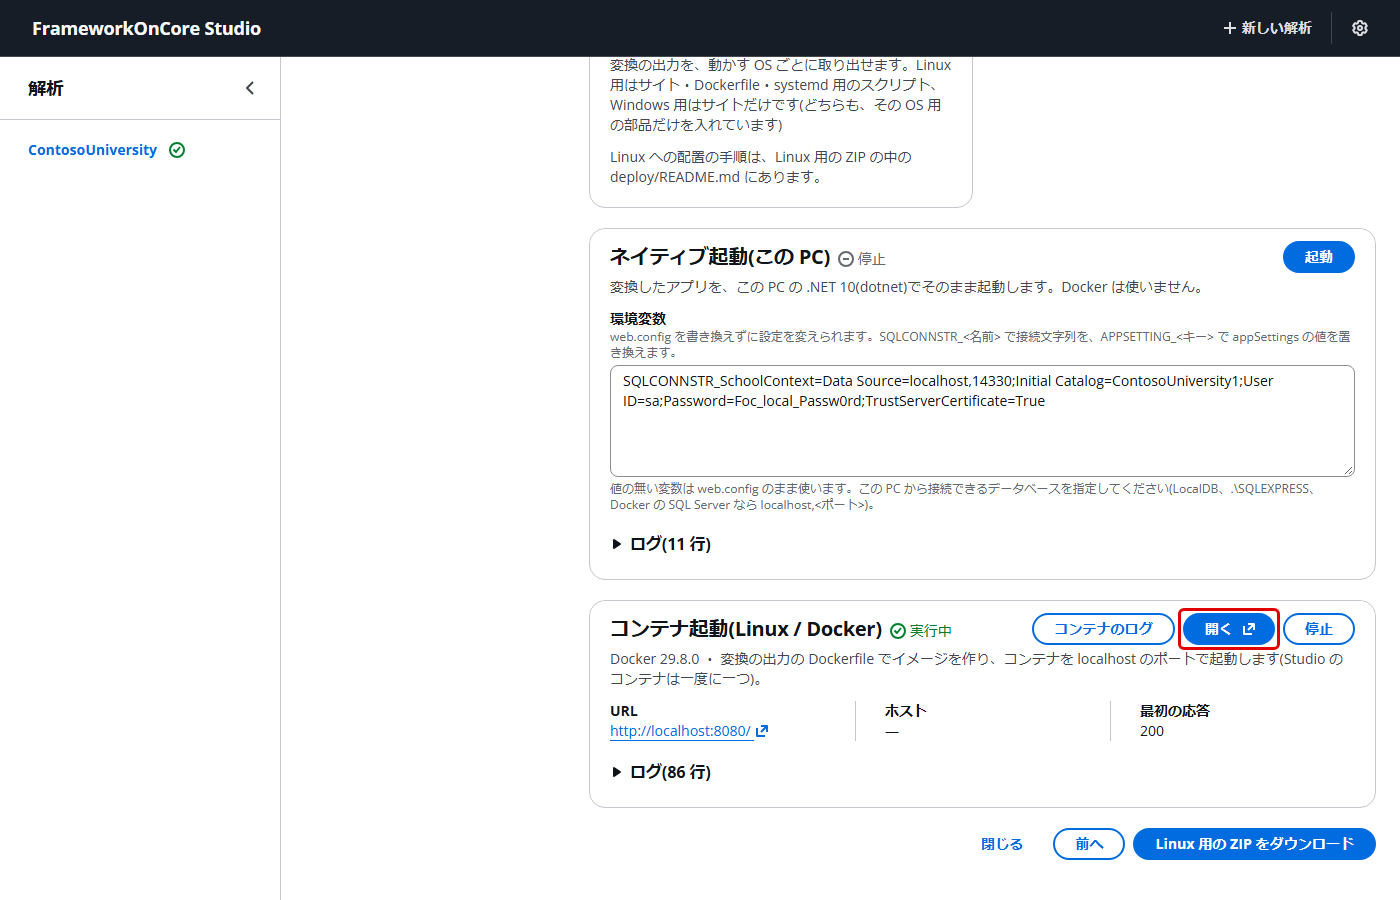 FrameworkOnCore Studio
新しい解析
解析
ContosoUniversity
変換の出力を、動かす OS ごとに取り出せます。Linux
用はサイト・Dockerfile・systemd 用のスクリプト、
Windows 用はサイトだけです(どちらも、その OS 用
の部品だけを入れています)
Linux への配置の手順は、Linux 用の ZIP の中の
deploy/README.md にあります。
ネイティブ起動(この PC) 停止
起動
変換したアプリを、この PC の .NET 10(dotnet)でそのまま起動します。Docker は使いません。
環境変数
web.config を書き換えずに設定を変えられます。SQLCONNSTR_<名前> で接続文字列を、APPSETTING_<キー> で appSettings の値を置
き換えます。
SQLCONNSTR_SchoolContext=Data Source=localhost,14330;Initial Catalog=ContosoUniversity1;User
ID=sa;Password=Foc_local_Passw0rd;TrustServerCertificate=True
値の無い変数は web.config のまま使います。この PC から接続できるデータベースを指定してください(LocalDB、.\SQLEXPRESS、
Docker の SQL Server なら localhost,<ポート>)。
ログ(11 行)
コンテナ起動(Linux / Docker) 実行中
コンテナのログ
開く
停止
Docker 29.8.0 ・ 変換の出力の Dockerfile でイメージを作り、コンテナを localhost のポートで起動します(Studio の
コンテナは一度に一つ)。
URL
http://localhost:8080/
ホスト
—
最初の応答
200
ログ(86 行)
閉じる
前へ
Linux 用の ZIP をダウンロード